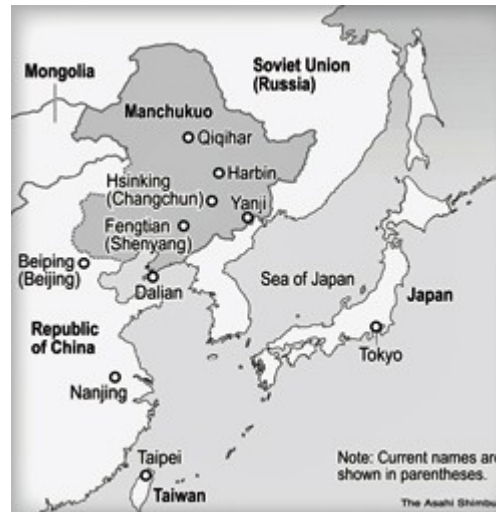 Soviet Union
(Russia)
Mongolia
Manchukuo
Qiqihar
Harbin
Hsinking
(Changchun)
Yanji
Fengtian
(Shenyang)
Beiping
(Beijing)
Dalian
Sea of Japan
Japan
Republic
of China
Tokyo
Nanjing
Taipei
Taiwan
Note: Current names are
shown in parentheses.
The Asahi Shimbu